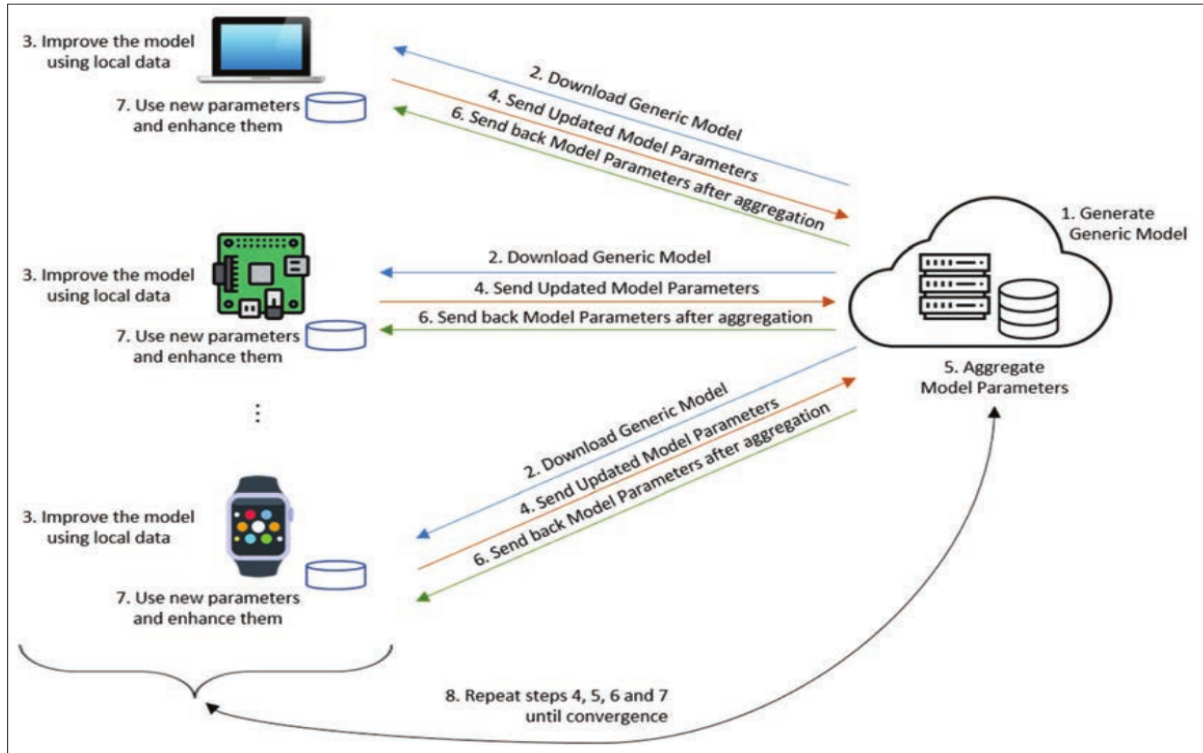 3. Improve the model
using local data
7. Use new parameters
and enhance them
2. Download Generic Model
4. Send Updated Model Parameters
6. Send back Model Parameters after aggregation
1. Generate
Generic Model
3. Improve the model
using local data
7. Use new parameters
and enhance them
2. Download Generic Model
4. Send Updated Model Parameters
6. Send back Model Parameters after aggregation
5. Aggregate
Model Parameters
⋮
3. Improve the model
using local data
7. Use new parameters
and enhance them
2. Download Generic Model
4. Send Updated Model Parameters
6. Send back Model Parameters after aggregation
8. Repeat steps 4, 5, 6 and 7
until convergence